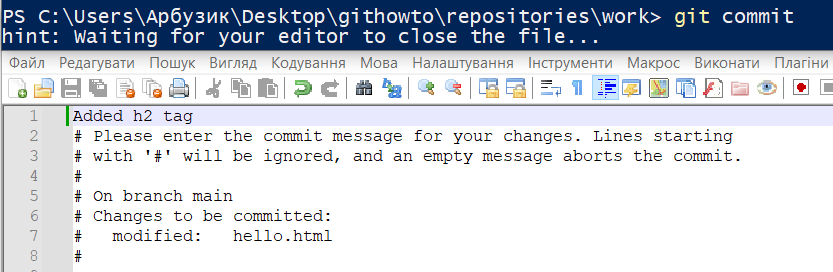 PS C:\Users\Арбузик\Desktop\githowto\repositories\work> git commit
hint: Waiting for your editor to close the file...
Файл Редагувати Пошук Вигляд Кодування Мова Налаштування Інструменти Макрос Виконати Плагіни
1 Added h2 tag
2 # Please enter the commit message for your changes. Lines starting
3 # with '#' will be ignored, and an empty message aborts the commit.
4 #
5 # On branch main
6 # Changes to be committed:
7 #   modified:   hello.html
8 #